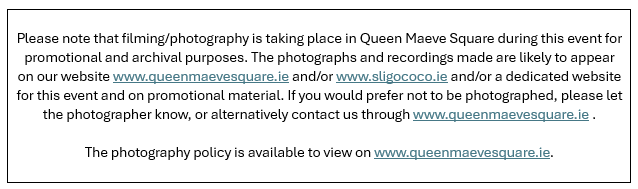 Please note that filming/photography is taking place in Queen Maeve Square during this event for
promotional and archival purposes. The photographs and recordings made are likely to appear
on our website www.queenmaevesquare.ie and/or www.sligococo.ie and/or a dedicated website
for this event and on promotional material. If you would prefer not to be photographed, please let
the photographer know, or alternatively contact us through www.queenmaevesquare.ie .
The photography policy is available to view on www.queenmaevesquare.ie.